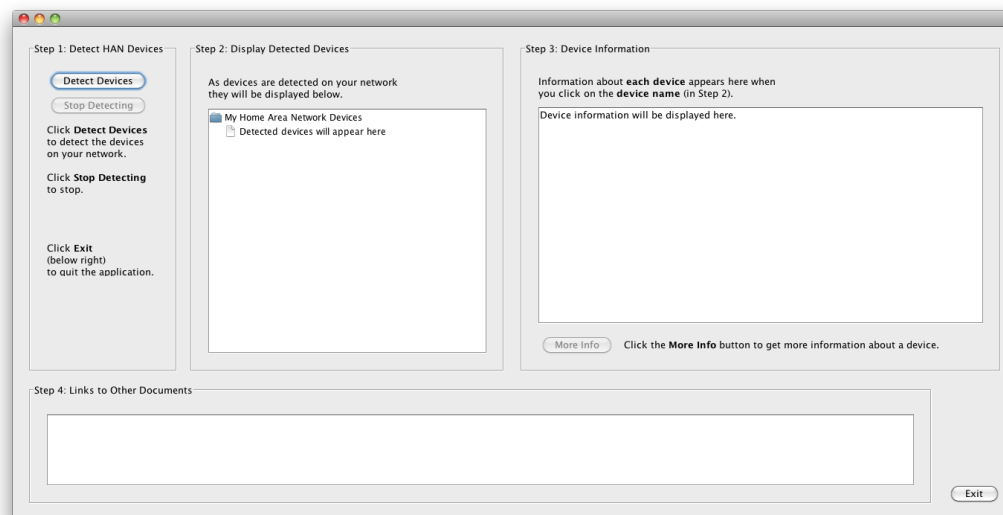 Step 1: Detect HAN Devices
Detect Devices
Stop Detecting
Click Detect Devices
to detect the devices
on your network.
Click Stop Detecting
to stop.
Click Exit
(below right)
to quit the application.
Step 2: Display Detected Devices
As devices are detected on your network
they will be displayed below.
My Home Area Network Devices
Detected devices will appear here
Step 3: Device Information
Information about each device appears here when
you click on the device name (in Step 2).
Device information will be displayed here.
More Info
Click the More Info button to get more information about a device.
Step 4: Links to Other Documents
Exit